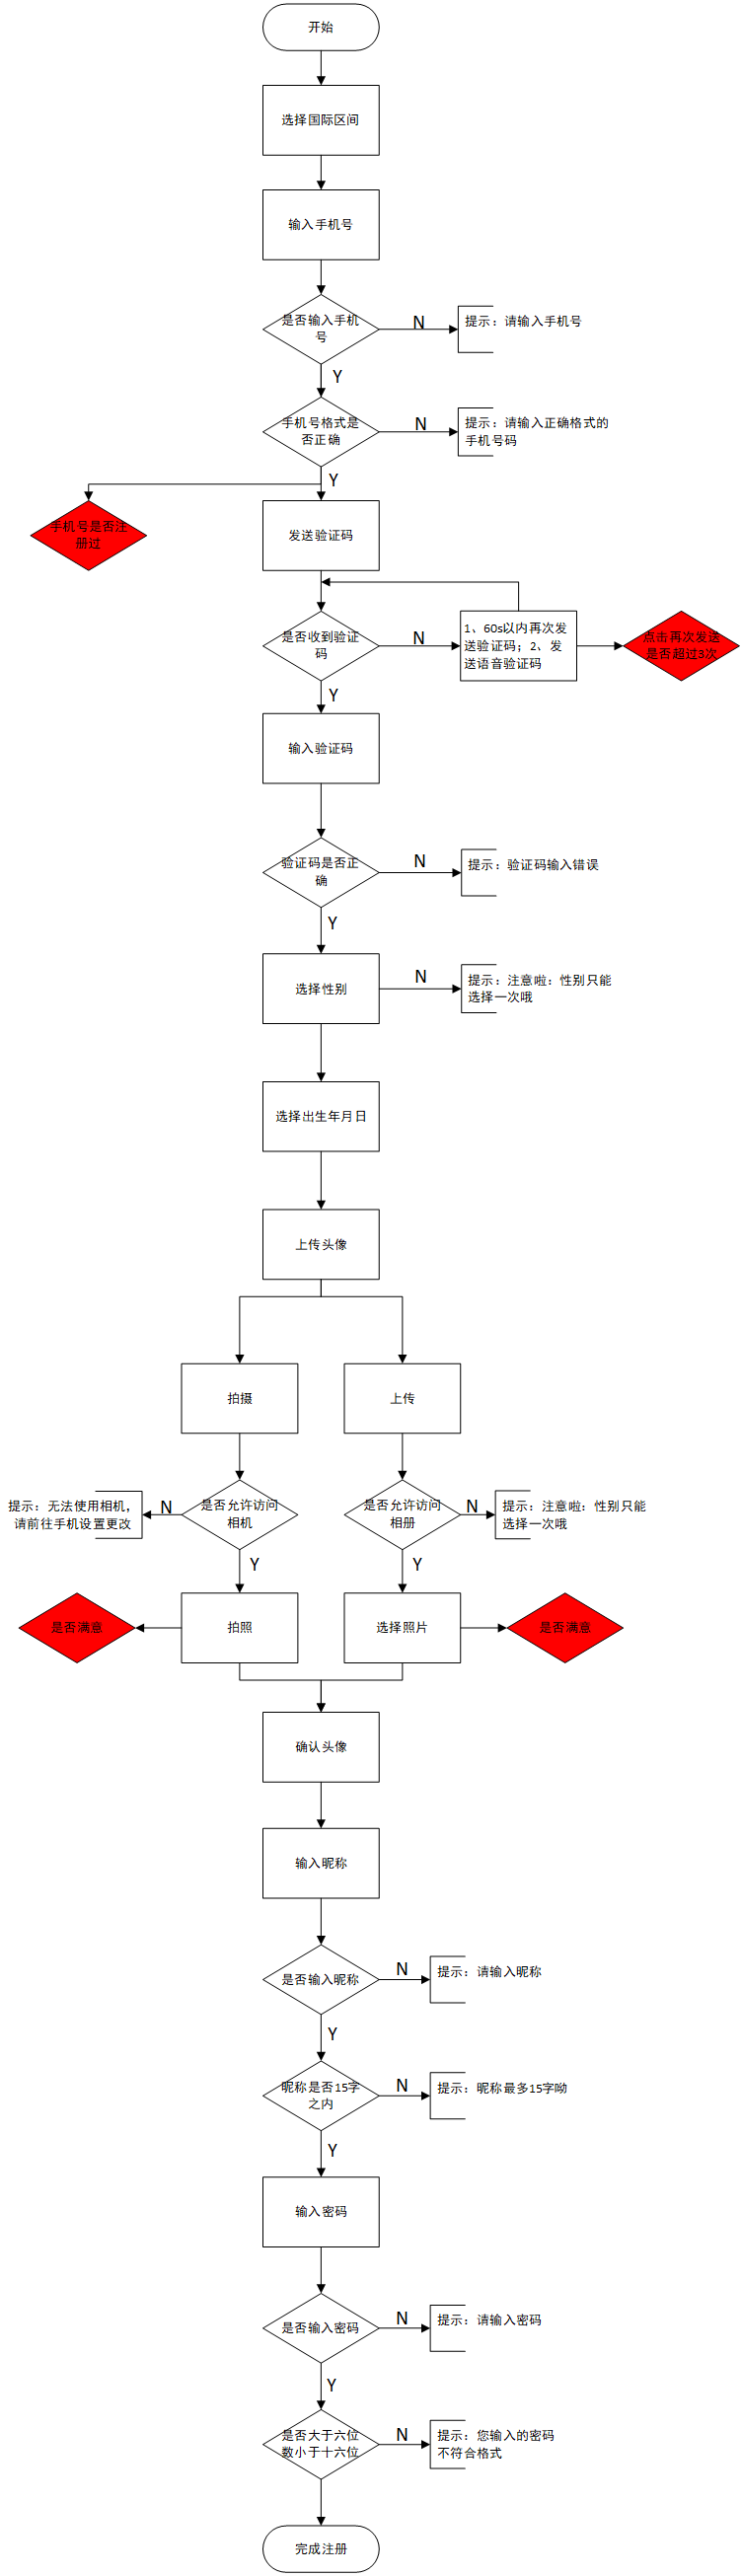 开始
选择国际区间
输入手机号
是否输入手机
号
N
提示：请输入手机号
Y
手机号格式是
否正确
N
提示：请输入正确格式的
手机号码
Y
手机号是否注
册过
发送验证码
是否收到验证
码
N
1、60s以内再次发
送验证码；2、发
送语音验证码
点击再次发送
是否超过3次
Y
输入验证码
验证码是否正
确
N
提示：验证码输入错误
Y
选择性别
N
提示：注意啦：性别只能
选择一次哦
选择出生年月日
上传头像
拍摄
上传
提示：无法使用相机，
请前往手机设置更改
N
是否允许访问
相机
是否允许访问
相册
N
提示：注意啦：性别只能
选择一次哦
Y
Y
是否满意
拍照
选择照片
是否满意
确认头像
输入昵称
是否输入昵称
N
提示：请输入昵称
Y
昵称是否15字
之内
N
提示：昵称最多15字呦
Y
输入密码
是否输入密码
N
提示：请输入密码
Y
是否大于六位
数小于十六位
N
提示：您输入的密码
不符合格式
完成注册